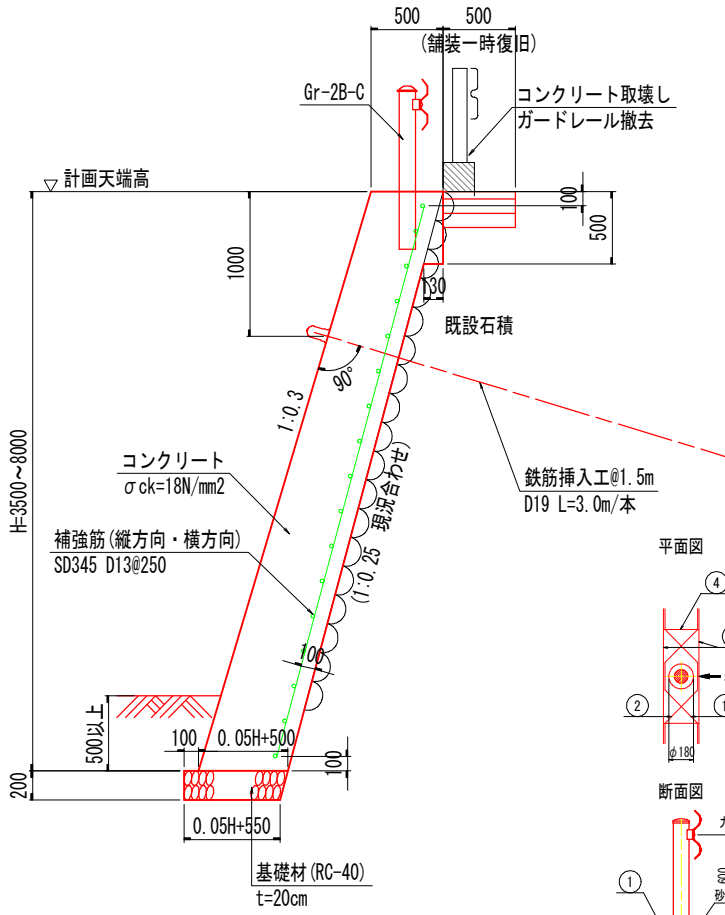 500
500
(舗装一時復旧)
Gr-2B-C
コンクリート取壊し
ガードレール撤去
計画天端高
100
500
1000
130
既設石積
90°
1:0.3
H=3500~8000
コンクリート
σck=18N/mm2
鉄筋挿入工@1.5m
D19 L=3.0m/本
(1:0.25 現況合わせ)
補強筋(縦方向・横方向)
SD345 D13@250
平面図
4
100
2
1
φ180
500以上
100
0.05H+500
100
200
断面図
0.05H+550
基礎材(RC-40)
t=20cm
1
砂